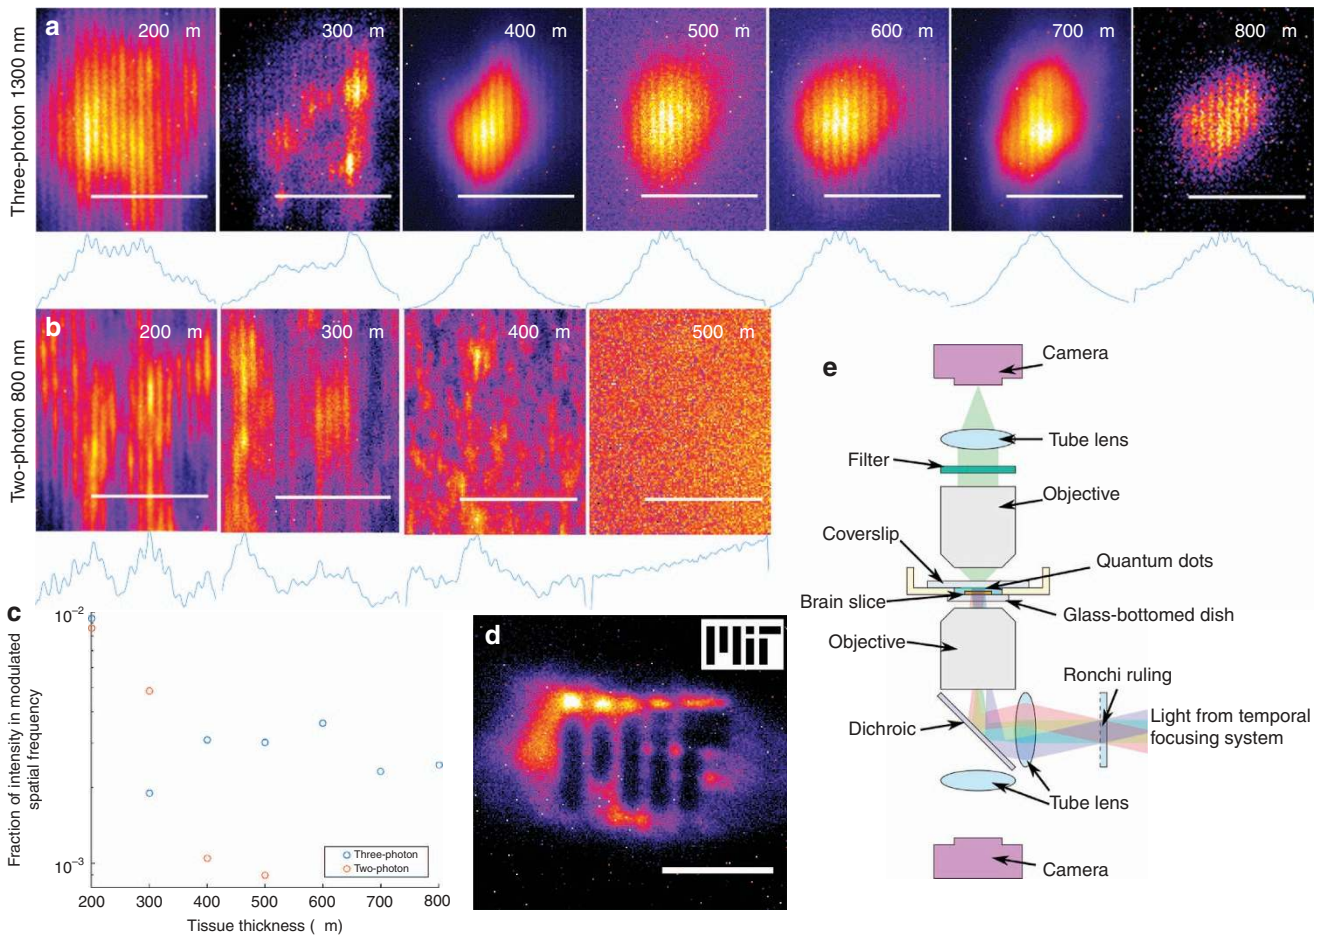 a
200 m
300 m
400 m
500 m
600 m
700 m
800 m
Three-photon 1300 nm
b
200 m
300 m
400 m
500 m
Two-photon 800 nm
c
10−2
10−3
Fraction of intensity in modulated
spatial frequency
Three-photon
Two-photon
200
300
400
500
600
700
800
Tissue thickness ( m)
d
MIT
e
Camera
Tube lens
Filter
Objective
Coverslip
Quantum dots
Brain slice
Glass-bottomed dish
Objective
Ronchi ruling
Dichroic
Light from temporal
focusing system
Tube lens
Camera